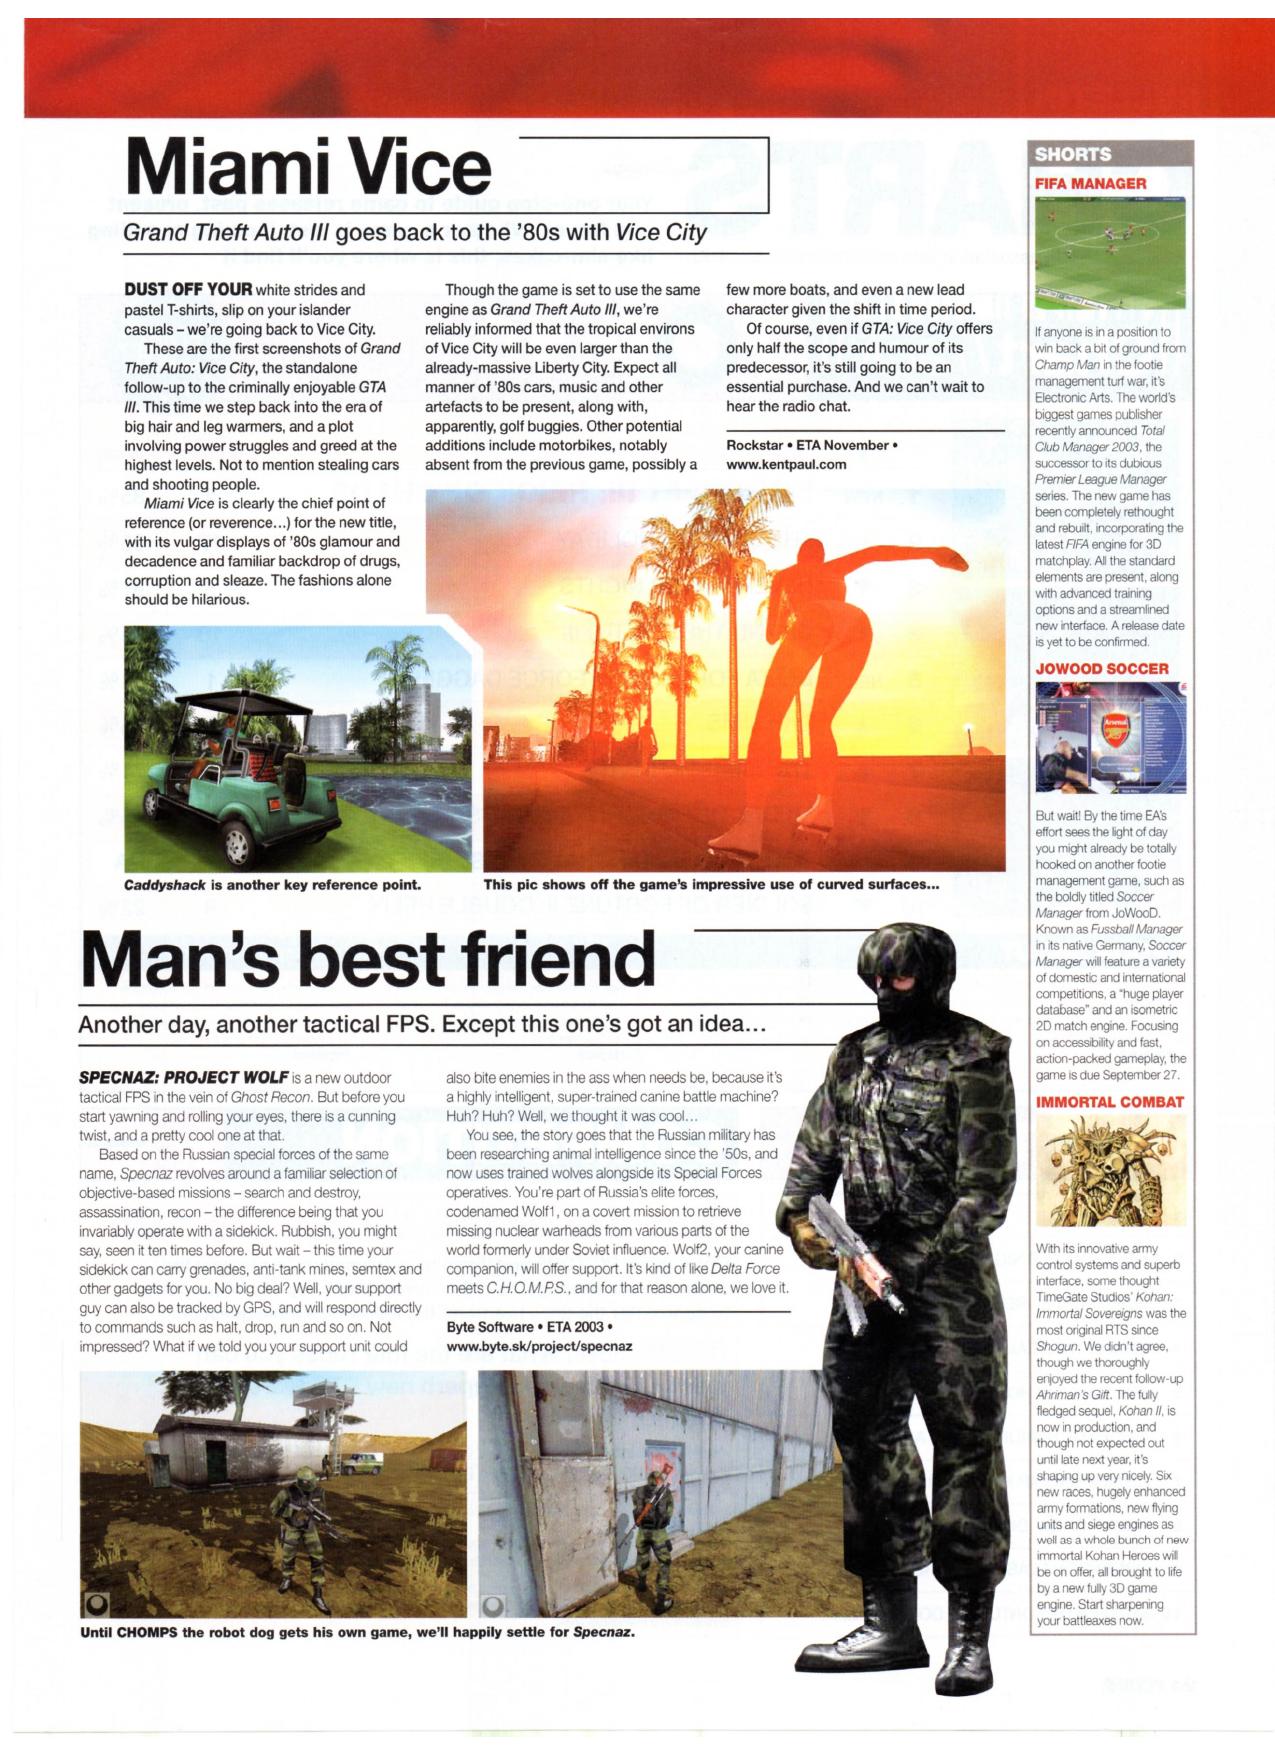 Miami Vice
Grand Theft Auto III goes back to the '80s with Vice City
DUST OFF YOUR white strides and
pastel T-shirts, slip on your islander
casuals – we're going back to Vice City.
These are the first screenshots of Grand
Theft Auto: Vice City, the standalone
follow-up to the criminally enjoyable GTA
III. This time we step back into the era of
big hair and leg warmers, and a plot
involving power struggles and greed at the
highest levels. Not to mention stealing cars
and shooting people.
Miami Vice is clearly the chief point of
reference (or reverence...) for the new title,
with its vulgar displays of '80s glamour and
decadence and familiar backdrop of drugs,
corruption and sleaze. The fashions alone
should be hilarious.
Though the game is set to use the same
engine as Grand Theft Auto III, we're
reliably informed that the tropical environs
of Vice City will be even larger than the
already-massive Liberty City. Expect all
manner of '80s cars, music and other
artefacts to be present, along with,
apparently, golf buggies. Other potential
additions include motorbikes, notably
absent from the previous game, possibly a
few more boats, and even a new lead
character given the shift in time period.
Of course, even if GTA: Vice City offers
only half the scope and humour of its
predecessor, it's still going to be an
essential purchase. And we can't wait to
hear the radio chat.
Rockstar • ETA November •
www.kentpaul.com
Caddyshack is another key reference point.
This pic shows off the game's impressive use of curved surfaces...
Man's best friend
Another day, another tactical FPS. Except this one's got an idea...
SPECNAZ: PROJECT WOLF is a new outdoor
tactical FPS in the vein of Ghost Recon. But before you
start yawning and rolling your eyes, there is a cunning
twist, and a pretty cool one at that.
Based on the Russian special forces of the same
name, Specnaz revolves around a familiar selection of
objective-based missions – search and destroy,
assassination, recon – the difference being that you
invariably operate with a sidekick. Rubbish, you might
say, seen it ten times before. But wait – this time your
sidekick can carry grenades, anti-tank mines, semtex and
other gadgets for you. No big deal? Well, your support
guy can also be tracked by GPS, and will respond directly
to commands such as halt, drop, run and so on. Not
impressed? What if we told you your support unit could
also bite enemies in the ass when needs be, because it's
a highly intelligent, super-trained canine battle machine?
Huh? Huh? Well, we thought it was cool...
You see, the story goes that the Russian military has
been researching animal intelligence since the '50s, and
now uses trained wolves alongside its Special Forces
operatives. You're part of Russia's elite forces,
codenamed Wolf1, on a covert mission to retrieve
missing nuclear warheads from various parts of the
world formerly under Soviet influence. Wolf2, your canine
companion, will offer support. It's kind of like Delta Force
meets C.H.O.M.P.S., and for that reason alone, we love it.
Byte Software • ETA 2003 •
www.byte.sk/project/specnaz
Until CHOMPS the robot dog gets his own game, we'll happily settle for Specnaz.
SHORTS
FIFA MANAGER
If anyone is in a position to
win back a bit of ground from
Champ Man in the footie
management turf war, it's
Electronic Arts. The world's
biggest games publisher
recently announced Total
Club Manager 2003, the
successor to its dubious
Premier League Manager
series. The new game has
been completely rethought
and rebuilt, incorporating the
latest FIFA engine for 3D
matchplay. All the standard
elements are present, along
with advanced training
options and a streamlined
new interface. A release date
is yet to be confirmed.
JOWOOD SOCCER
Arsenal
But wait! By the time EA's
effort sees the light of day
you might already be totally
hooked on another footie
management game, such as
the boldly titled Soccer
Manager from JoWooD.
Known as Fussball Manager
in its native Germany, Soccer
Manager will feature a variety
of domestic and international
competitions, a "huge player
database" and an isometric
2D match engine. Focusing
on accessibility and fast,
action-packed gameplay, the
game is due September 27.
IMMORTAL COMBAT
With its innovative army
control systems and superb
interface, some thought
TimeGate Studios' Kohan:
Immortal Sovereigns was the
most original RTS since
Shogun. We didn't agree,
though we thoroughly
enjoyed the recent follow-up
Ahriman's Gift. The fully
fledged sequel, Kohan II, is
now in production, and
though not expected out
until late next year, it's
shaping up very nicely. Six
new races, hugely enhanced
army formations, new flying
units and siege engines as
well as a whole bunch of new
immortal Kohan Heroes will
be on offer, all brought to life
by a new fully 3D game
engine. Start sharpening
your battleaxes now.